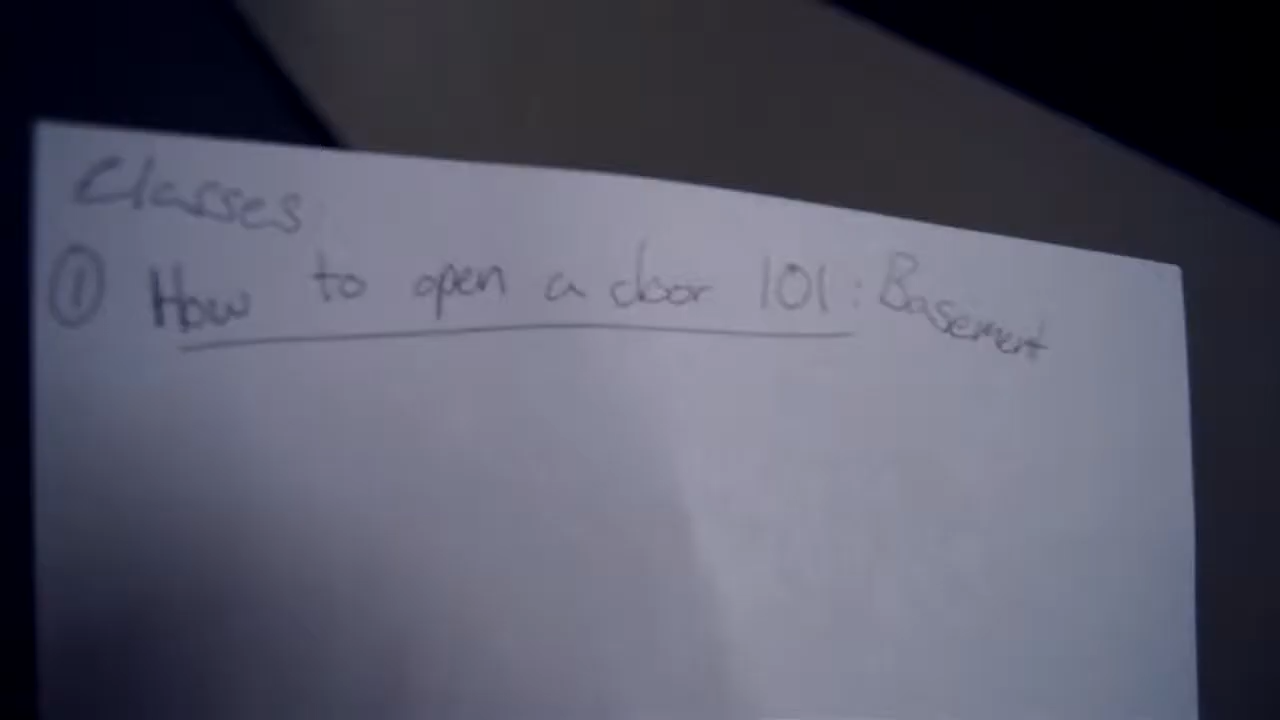 Classes
① How to open a door 101: Basement